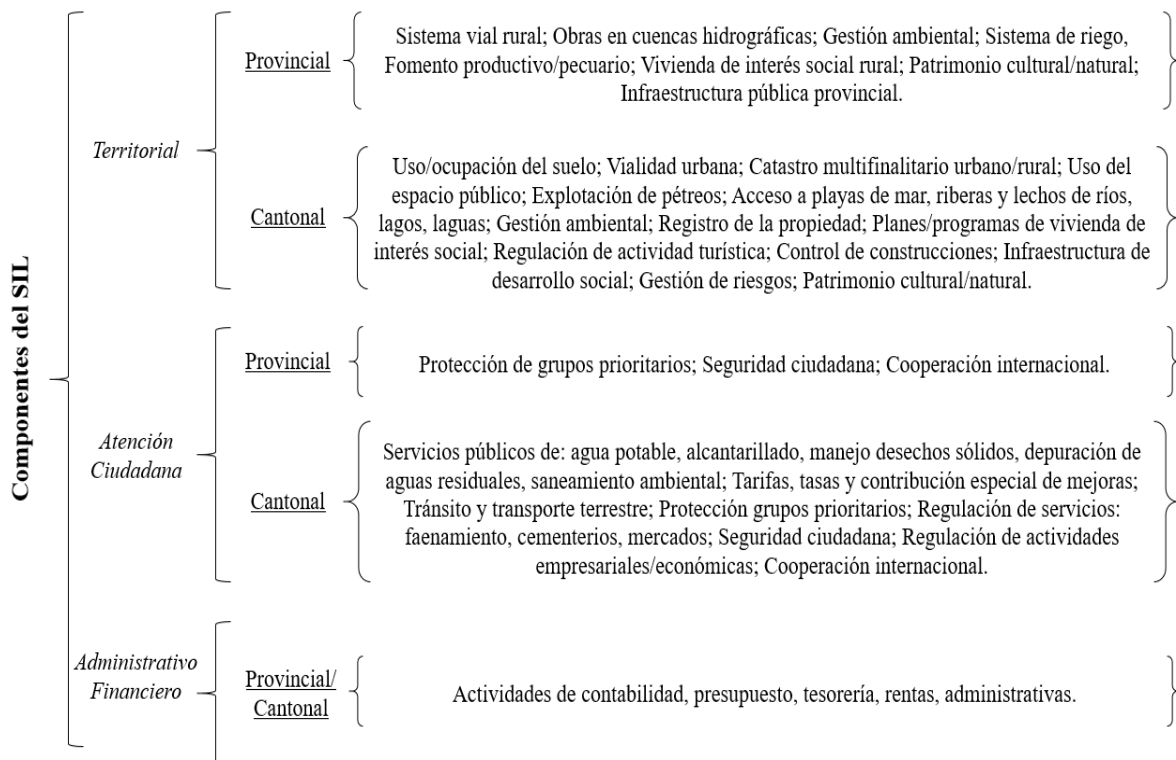 Componentes del SIL
Territorial
Provincial
Sistema vial rural; Obras en cuencas hidrográficas; Gestión ambiental; Sistema de riego,
Fomento productivo/pecuario; Vivienda de interés social rural; Patrimonio cultural/natural;
Infraestructura pública provincial.
Cantonal
Uso/ocupación del suelo; Vialidad urbana; Catastro multifinalitario urbano/rural; Uso del
espacio público; Explotación de pétreos; Acceso a playas de mar, riberas y lechos de ríos,
lagos, laguas; Gestión ambiental; Registro de la propiedad; Planes/programas de vivienda de
interés social; Regulación de actividad turística; Control de construcciones; Infraestructura de
desarrollo social; Gestión de riesgos; Patrimonio cultural/natural.
Atención
Ciudadana
Provincial
Protección de grupos prioritarios; Seguridad ciudadana; Cooperación internacional.
Cantonal
Servicios públicos de: agua potable, alcantarillado, manejo desechos sólidos, depuración de
aguas residuales, saneamiento ambiental; Tarifas, tasas y contribución especial de mejoras;
Tránsito y transporte terrestre; Protección grupos prioritarios; Regulación de servicios:
faenamiento, cementerios, mercados; Seguridad ciudadana; Regulación de actividades
empresariales/económicas; Cooperación internacional.
Administrativo
Financiero
Provincial/
Cantonal
Actividades de contabilidad, presupuesto, tesorería, rentas, administrativas.